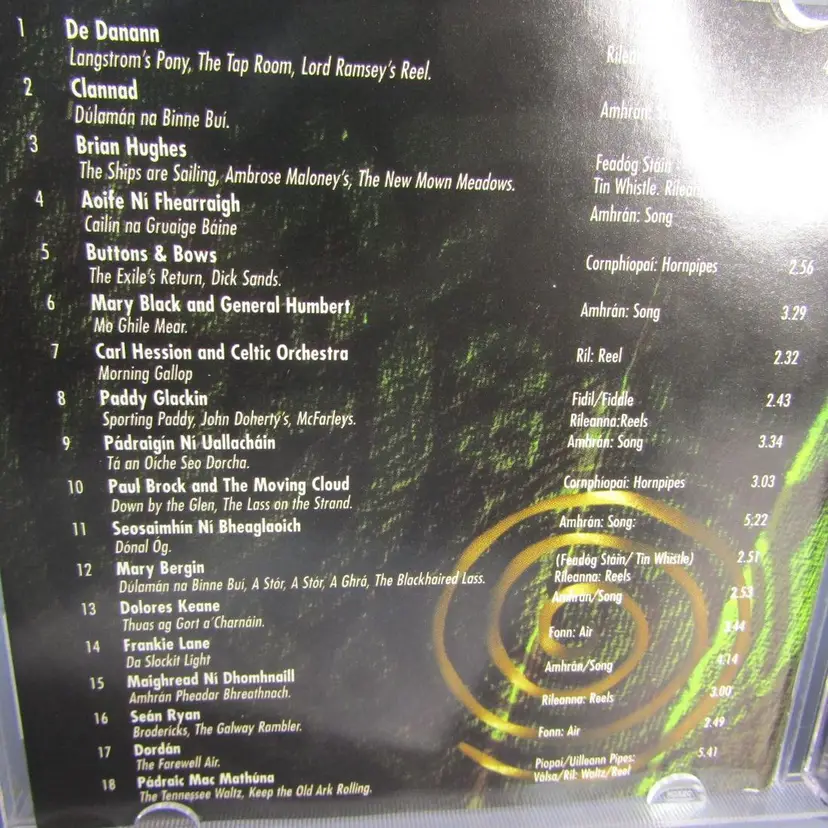 1 De Danann
Langstrom's Pony, The Tap Room, Lord Ramsey's Reel.
2 Clannad
Dúlamán na Binne Buí.
Amhrán:
3 Brian Hughes
The Ships are Sailing, Ambrose Maloney's, The New Mown Meadows.
Feadóg Stáin
Tin Whistle.
4 Aoife Ní Fhearraigh
Cailín na Gruaige Báine
Amhrán: Song
5 Buttons & Bows
The Exile's Return, Dick Sands.
Cornphíopaí: Hornpipes 2.56
6 Mary Black and General Humbert
Mo Ghile Mear.
Amhrán: Song 3.29
7 Carl Hession and Celtic Orchestra
Morning Gallop
Ríl: Reel 2.32
8 Paddy Glackin
Sporting Paddy, John Doherty's, McFarleys.
Fidil/Fiddle 2.43
Ríleanna:Reels
9 Pádraigín Ní Uallacháin
Tá an Oíche Seo Dorcha.
Amhrán: Song 3.34
10 Paul Brock and The Moving Cloud
Down by the Glen, The Lass on the Strand.
Cornphíopaí: Hornpipes 3.03
11 Seosaimhín Ní Bheaglaoich
Dónal Óg.
Amhrán: Song: 5.22
12 Mary Bergin
Dúlamán na Binne Buí, A Stór, A Stór, A Ghrá, The Blackhaired Lass.
(Feadóg Stáin/ Tin Whistle) 2.51
Ríleanna: Reels
13 Dolores Keane
Thuas ag Gort a'Charnáin.
Amhrán/Song 2.53
14 Frankie Lane
Da Slockit Light
Fonn: Air 3.44
15 Maighread Ní Dhomhnaill
Amhrán Pheadar Bhreathnach.
Amhrán/Song 4.14
16 Seán Ryan
Brodericks, The Galway Rambler.
Ríleanna: Reels 3.00
17 Dordán
The Farewell Air.
Fonn: Air 2.49
18 Pádraic Mac Mathúna
The Tennessee Waltz, Keep the Old Ark Rolling.
Píopaí/Uilleann Pipes: 5.41
Válsa/Ríl: Waltz/Reel